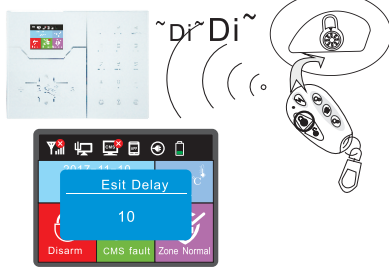 ~Di~Di~
CMS
2017-11-10
℃
Esit Delay
10
Disarm
CMS fault
Zone Normal